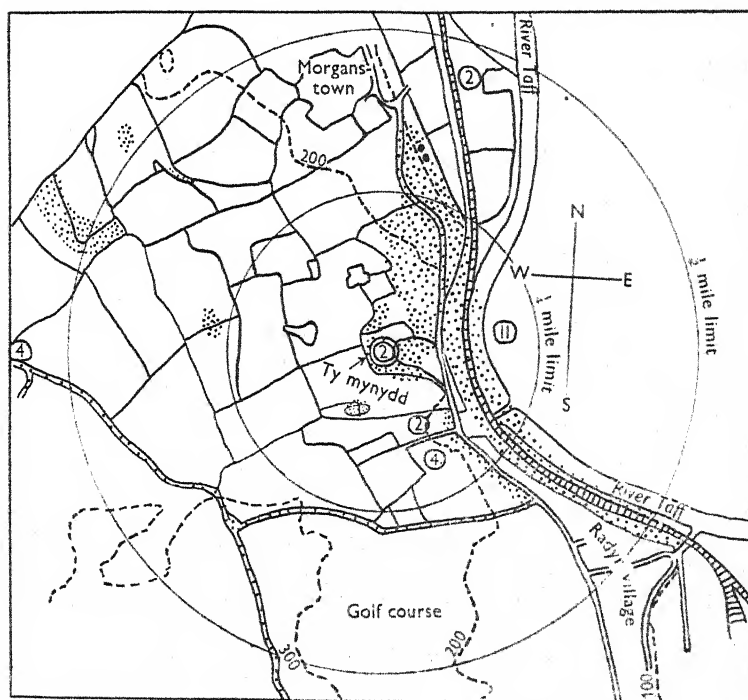 Morgans-
town
2
River Taff
200
N
W E
S
½ mile limit
¼ mile limit
11
4
2
Ty mynydd
1
2
4
River Taff
Radyr village
Golf course
300
200
100